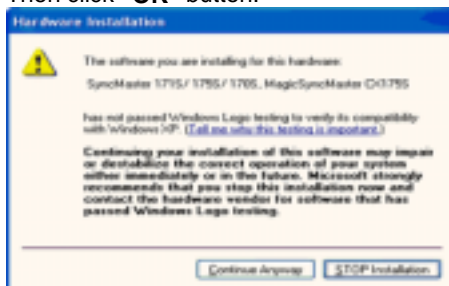 Then click "OK" button.
Hardware Installation
The software you are installing for this hardware:
SyncMaster 171S/ 175S/ 170S, MagicSyncMaster CX175S
has not passed Windows Logo testing to verify its compatibility
with Windows XP. (Tell me why this testing is important.)
Continuing your installation of this software may impair
or destabilize the correct operation of your system
either immediately or in the future. Microsoft strongly
recommends that you stop this installation now and
contact the hardware vendor for software that has
passed Windows Logo testing.
Continue Anyway
STOP Installation